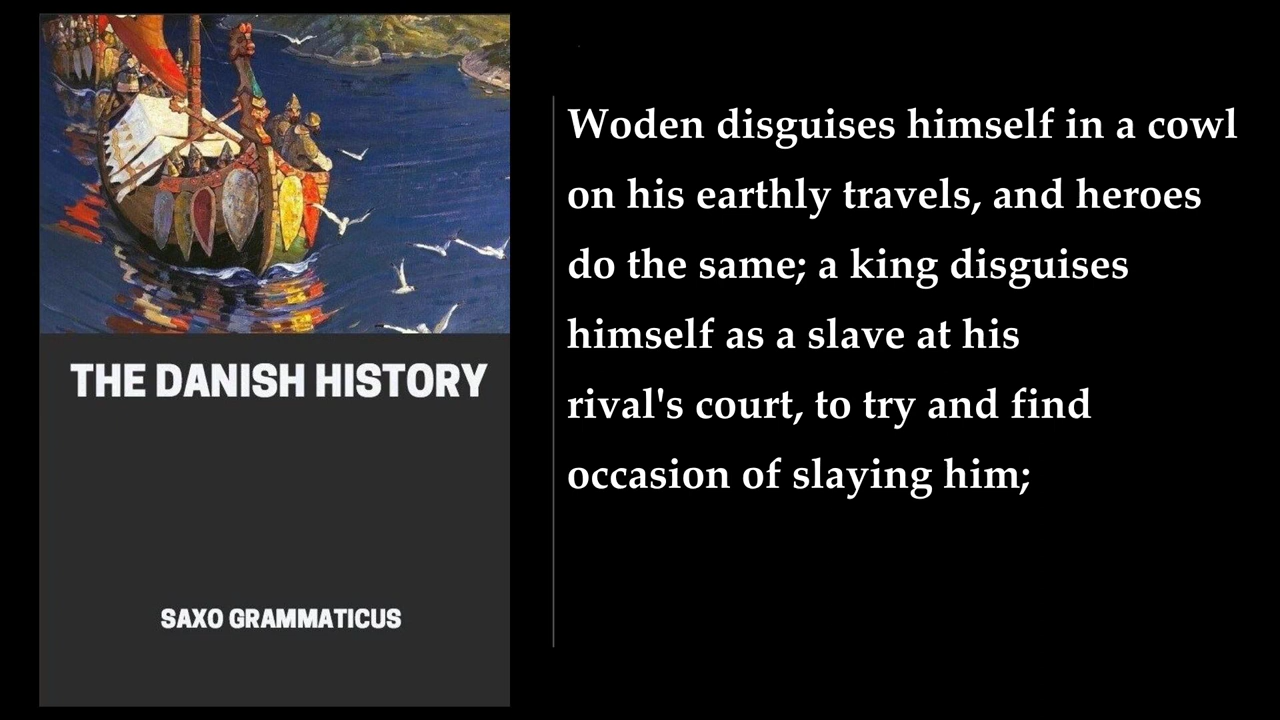 THE DANISH HISTORY
SAXO GRAMMATICUS
Woden disguises himself in a cowl
on his earthly travels, and heroes
do the same; a king disguises
himself as a slave at his
rival's court, to try and find
occasion of slaying him;